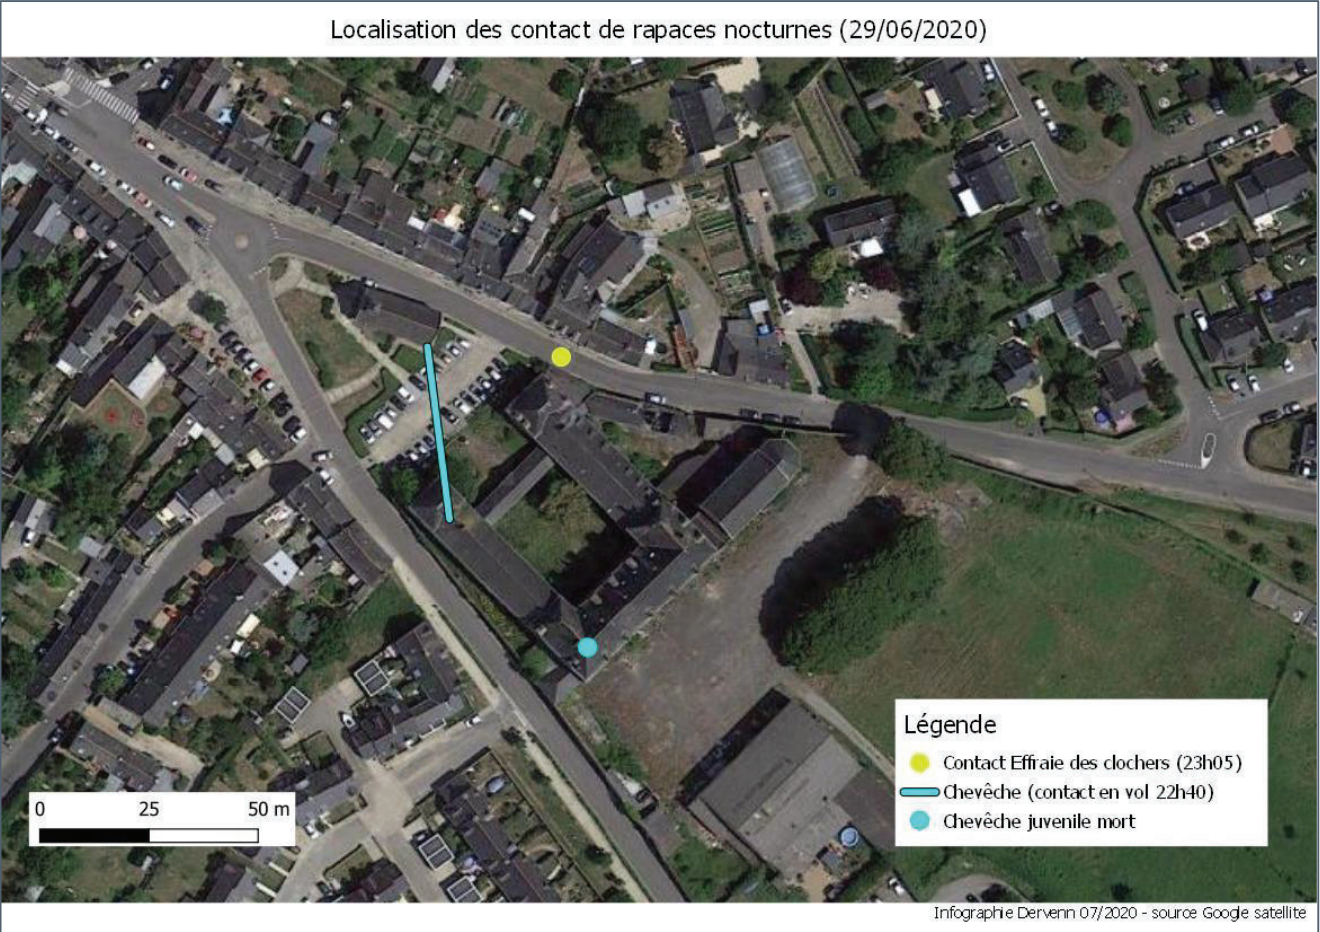 Localisation des contact de rapaces nocturnes (29/06/2020)
Légende
Contact Effraie des clochers (23h05)
Chevêche (contact en vol 22h40)
Chevêche juvenile mort
0 25 50 m
Infographie Dervenn 07/2020 - source Google satellite